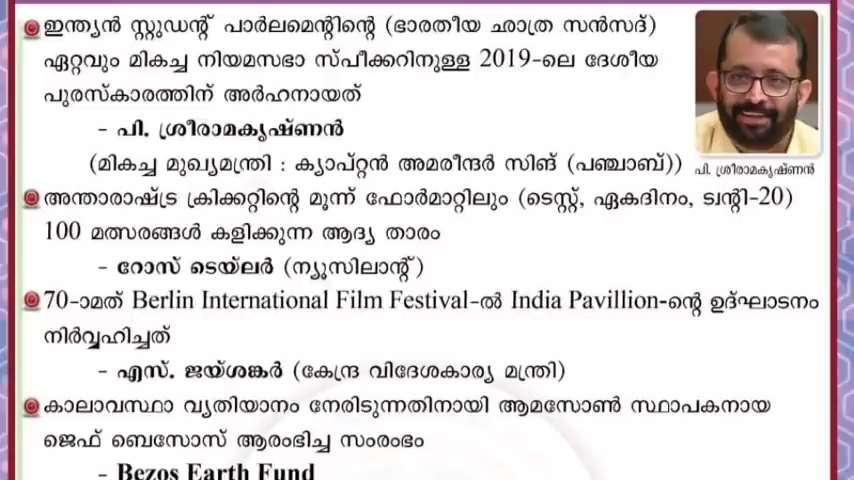 ഇന്ത്യൻ സ്റ്റുഡന്റ് പാർലമെന്റിന്റെ (ഭാരതീയ ഛാത്ര സൻസദ്)
ഏറ്റവും മികച്ച നിയമസഭാ സ്പീക്കറിനുള്ള 2019-ലെ ദേശീയ
പുരസ്കാരത്തിന് അർഹനായത്
- പി. ശ്രീരാമകൃഷ്ണൻ
(മികച്ച മുഖ്യമന്ത്രി : ക്യാപ്റ്റൻ അമരീന്ദർ സിങ് (പഞ്ചാബ്))
പി. ശ്രീരാമകൃഷ്ണൻ
അന്താരാഷ്ട്ര ക്രിക്കറ്റിന്റെ മൂന്ന് ഫോർമാറ്റിലും (ടെസ്റ്റ്, ഏകദിനം, ട്വന്റി-20)
100 മത്സരങ്ങൾ കളിക്കുന്ന ആദ്യ താരം
- റോസ് ടെയ്‌ലർ (ന്യൂസിലാന്റ്)
70-ാമത് Berlin International Film Festival-ൽ India Pavillion-ന്റെ ഉദ്ഘാടനം
നിർവ്വഹിച്ചത്
- എസ്. ജയ്ശങ്കർ (കേന്ദ്ര വിദേശകാര്യ മന്ത്രി)
കാലാവസ്ഥാ വ്യതിയാനം നേരിടുന്നതിനായി ആമസോൺ സ്ഥാപകനായ
ജെഫ് ബെസോസ് ആരംഭിച്ച സംരംഭം
- Bezos Earth Fund